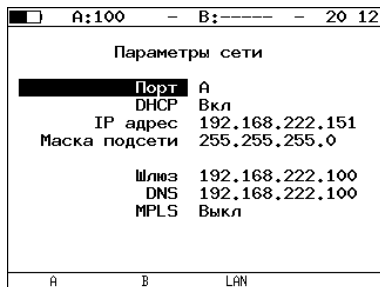 A:100 – B:----- – 20 12
Параметры сети
Порт A
DHCP Вкл
IP адрес 192.168.222.151
Маска подсети 255.255.255.0
Шлюз 192.168.222.100
DNS 192.168.222.100
MPLS Выкл
A B LAN